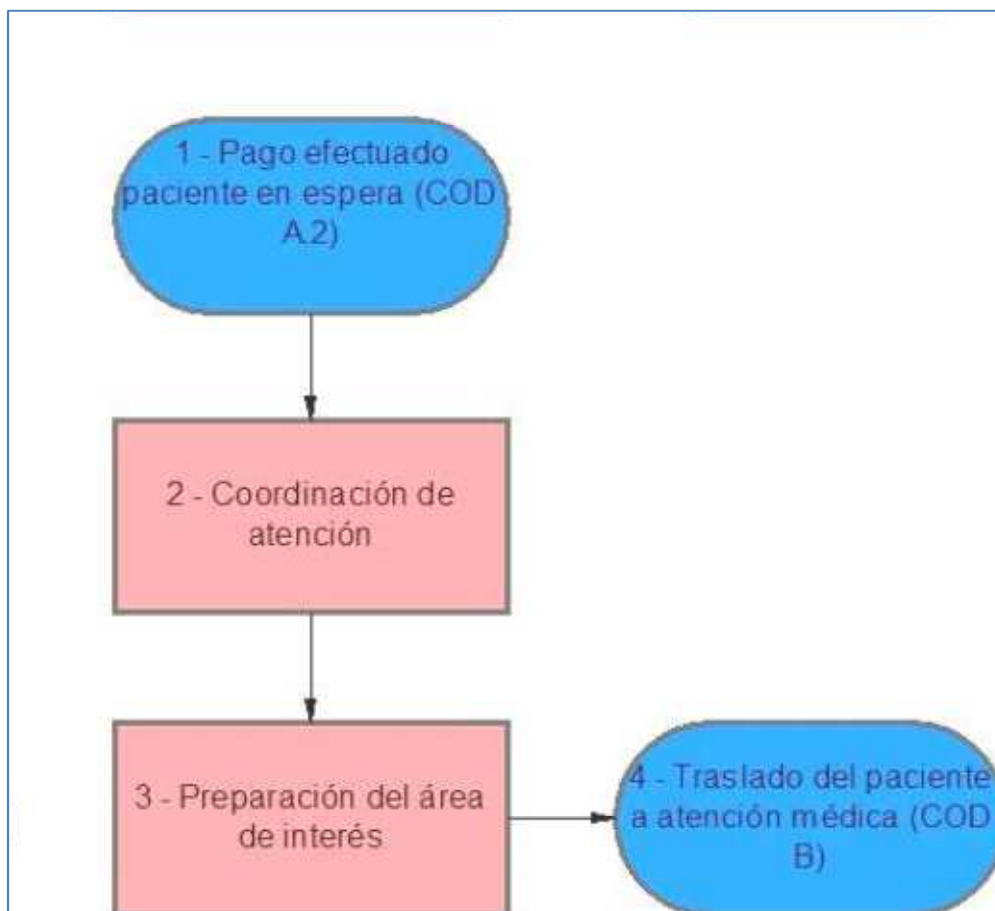 1 - Pago efectuado
paciente en espera (COD
A.2)
2 - Coordinación de
atención
3 - Preparación del área
de interés
4 - Traslado del paciente
a atención médica (COD
B)